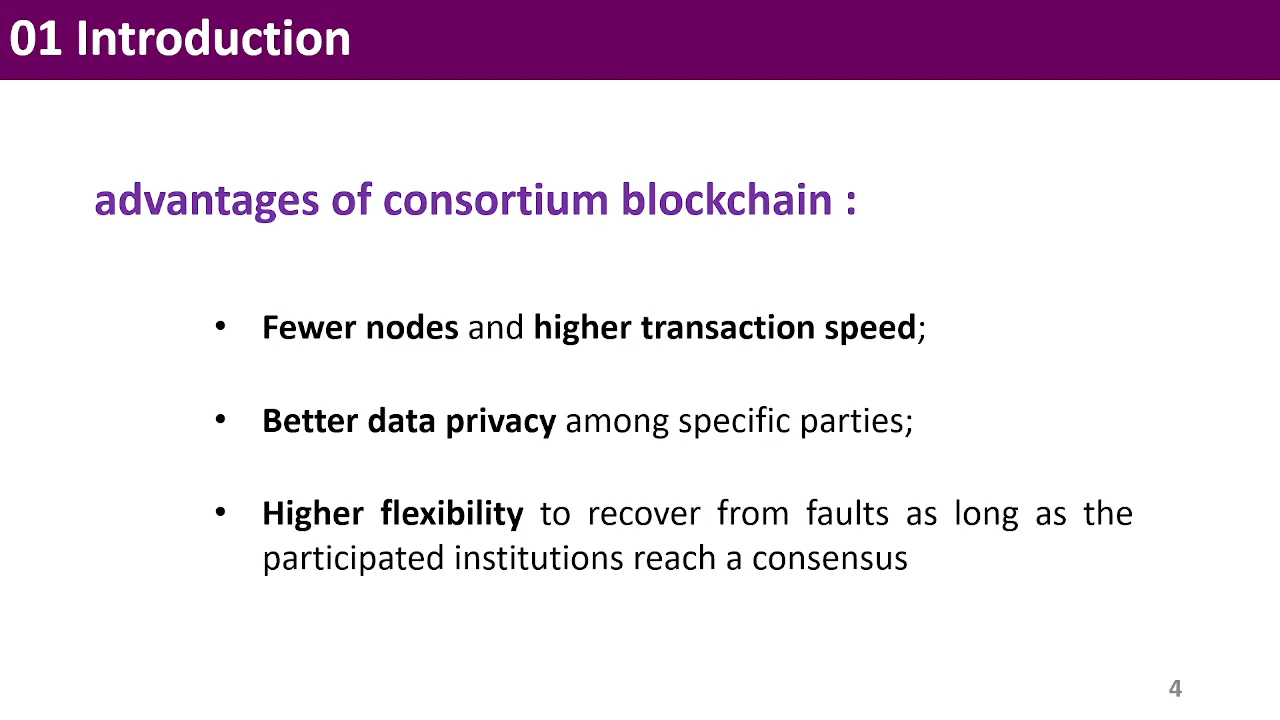 01 Introduction
advantages of consortium blockchain :
• Fewer nodes and higher transaction speed;
• Better data privacy among specific parties;
• Higher flexibility to recover from faults as long as the
participated institutions reach a consensus
4